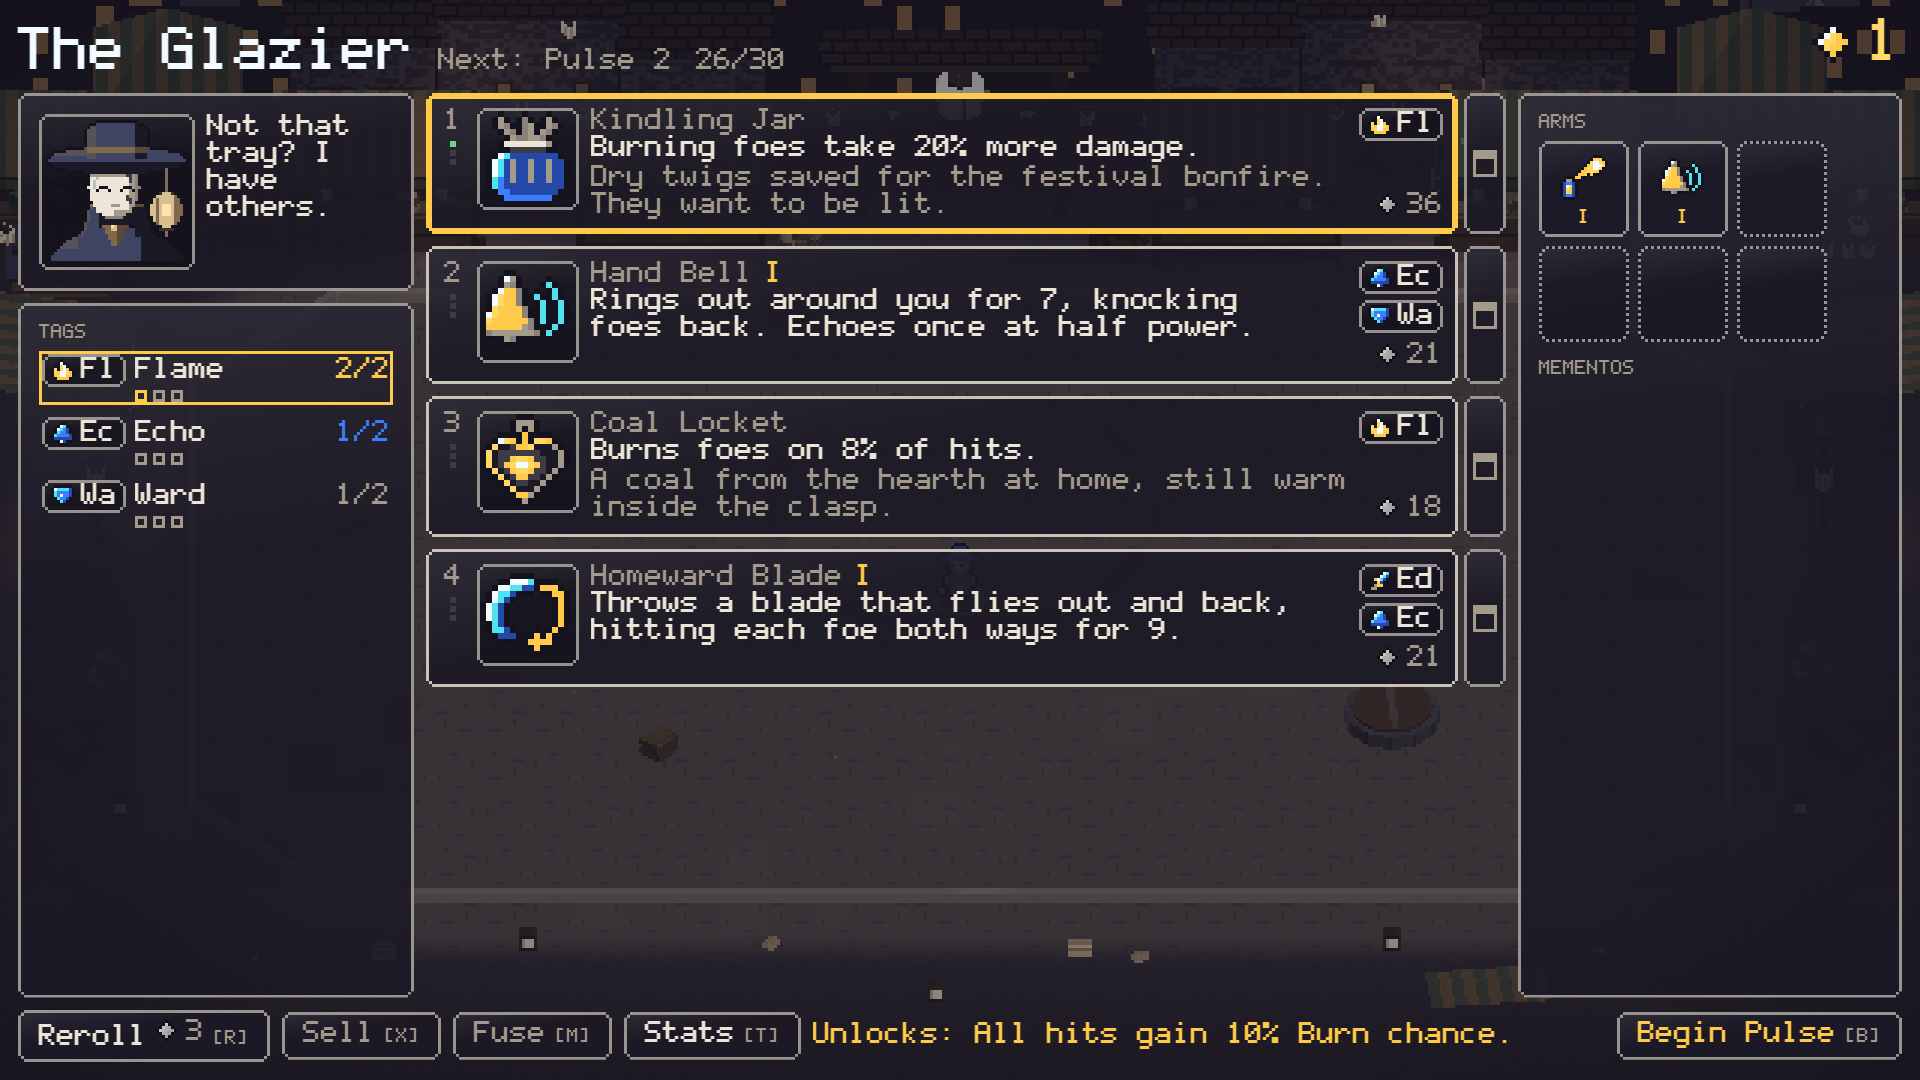 The Glazier
Next: Pulse 2 26/30
1
Not that
tray? I
have
others.
TAGS
Fl Flame 2/2
Ec Echo 1/2
Wa Ward 1/2
1 Kindling Jar Fl
Burning foes take 20% more damage.
Dry twigs saved for the festival bonfire.
They want to be lit. 36
2 Hand Bell I Ec
Rings out around you for 7, knocking
foes back. Echoes once at half power. Wa
21
3 Coal Locket Fl
Burns foes on 8% of hits.
A coal from the hearth at home, still warm
inside the clasp. 18
4 Homeward Blade I Ed
Throws a blade that flies out and back,
hitting each foe both ways for 9. Ec
21
ARMS
I I
MEMENTOS
Reroll 3 [R] Sell [X] Fuse [M] Stats [T] Unlocks: All hits gain 10% Burn chance. Begin Pulse [B]